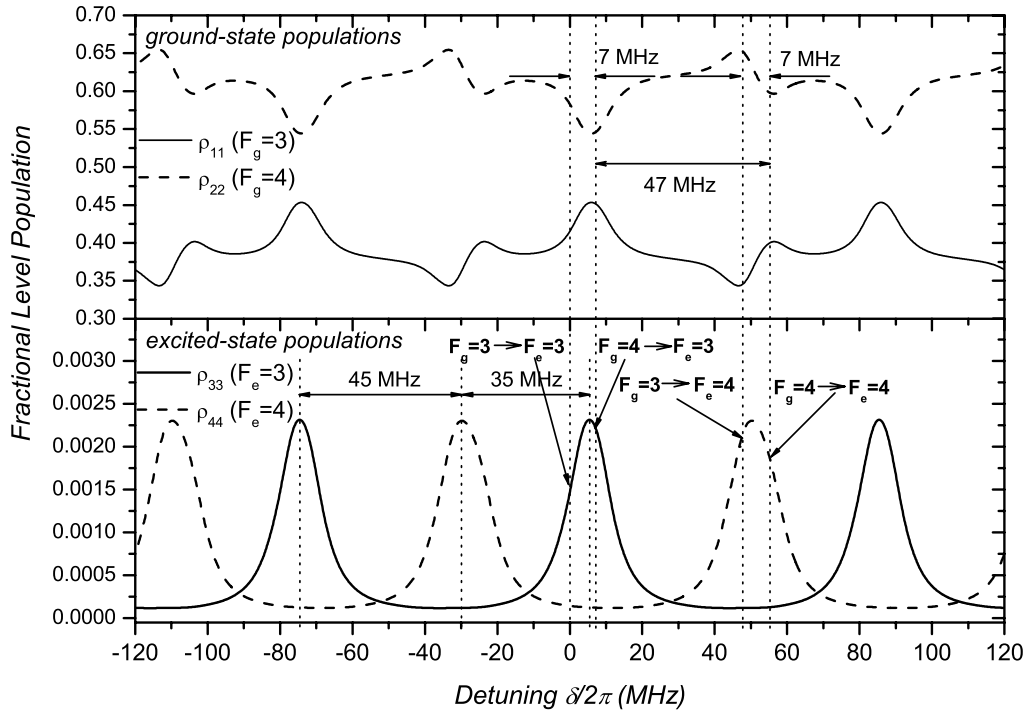 Fractional Level Population
0.70
0.65
0.60
0.55
0.50
0.45
0.40
0.35
0.30
ground-state populations
ρ11 (Fg=3)
ρ22 (Fg=4)
7 MHz
7 MHz
47 MHz
0.0030
0.0025
0.0020
0.0015
0.0010
0.0005
0.0000
excited-state populations
ρ33 (Fe=3)
ρ44 (Fe=4)
45 MHz
35 MHz
Fg=3→Fe=3
Fg=4→Fe=3
Fg=3→Fe=4
Fg=4→Fe=4
-120 -100 -80 -60 -40 -20 0 20 40 60 80 100 120
Detuning δ/2π (MHz)